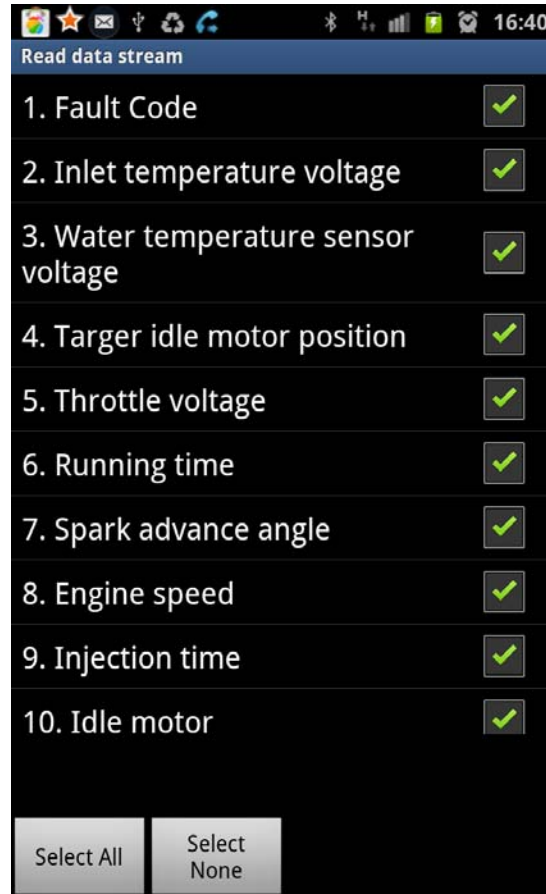 H
16:40
Read data stream
1. Fault Code
2. Inlet temperature voltage
3. Water temperature sensor
voltage
4. Targer idle motor position
5. Throttle voltage
6. Running time
7. Spark advance angle
8. Engine speed
9. Injection time
10. Idle motor
Select All
Select
None